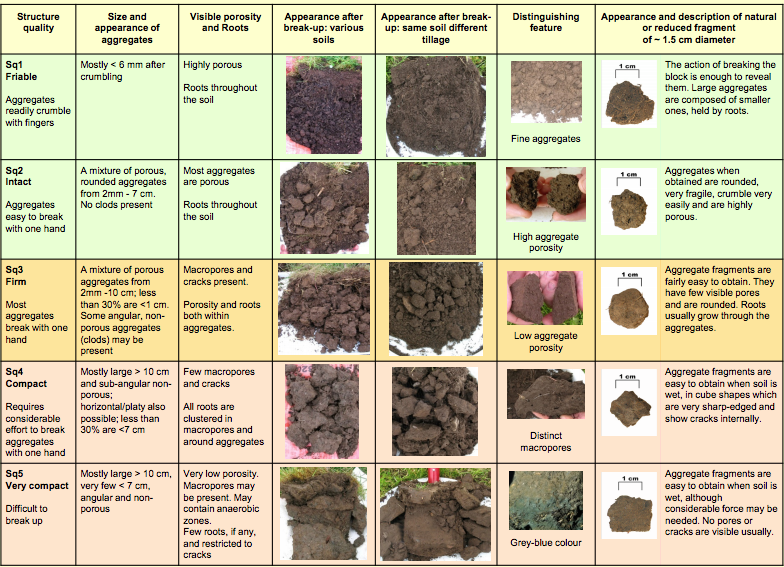 Structure
quality
Size and
appearance of
aggregates
Visible porosity
and Roots
Appearance after
break-up: various
soils
Appearance after break-
up: same soil different
tillage
Distinguishing
feature
Appearance and description of natural
or reduced fragment
of ~ 1.5 cm diameter
Sq1
Friable
Aggregates
readily crumble
with fingers
Mostly < 6 mm after
crumbling
Highly porous
Roots throughout
the soil
Fine aggregates
1 cm
The action of breaking the
block is enough to reveal
them. Large aggregates
are composed of smaller
ones, held by roots.
Sq2
Intact
Aggregates
easy to break
with one hand
A mixture of porous,
rounded aggregates
from 2mm - 7 cm.
No clods present
Most aggregates
are porous
Roots throughout
the soil
High aggregate
porosity
1 cm
Aggregates when
obtained are rounded,
very fragile, crumble very
easily and are highly
porous.
Sq3
Firm
Most
aggregates
break with one
hand
A mixture of porous
aggregates from
2mm -10 cm; less
than 30% are <1 cm.
Some angular, non-
porous aggregates
(clods) may be
present
Macropores and
cracks present.
Porosity and roots
both within
aggregates.
Low aggregate
porosity
1 cm
Aggregate fragments are
fairly easy to obtain. They
have few visible pores
and are rounded. Roots
usually grow through the
aggregates.
Sq4
Compact
Requires
considerable
effort to break
aggregates with
one hand
Mostly large > 10 cm
and sub-angular non-
porous;
horizontal/platy also
possible; less than
30% are <7 cm
Few macropores
and cracks
All roots are
clustered in
macropores and
around aggregates
Distinct
macropores
1 cm
Aggregate fragments are
easy to obtain when soil is
wet, in cube shapes which
are very sharp-edged and
show cracks internally.
Sq5
Very compact
Difficult to
break up
Mostly large > 10 cm,
very few < 7 cm,
angular and non-
porous
Very low porosity.
Macropores may
be present. May
contain anaerobic
zones.
Few roots, if any,
and restricted to
cracks
Grey-blue colour
1 cm
Aggregate fragments are
easy to obtain when soil is
wet, although
considerable force may be
needed. No pores or
cracks are visible usually.